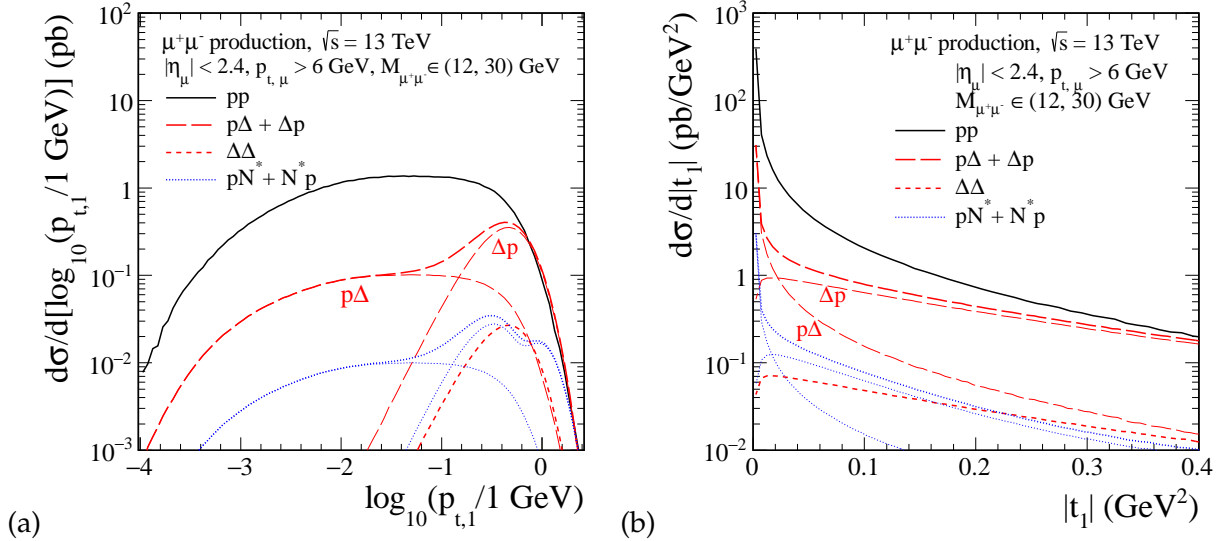 dσ/d[log₁₀(pₜ,₁/1 GeV)] (pb)
10²
10
1
10⁻¹
10⁻²
10⁻³
μ⁺μ⁻ production, √s = 13 TeV
|η_μ| < 2.4, pₜ,μ > 6 GeV, M_μ⁺μ⁻ ∈ (12, 30) GeV
pp
pΔ + Δp
ΔΔ
pN* + N*p
Δp
pΔ
−4 −3 −2 −1 0
log₁₀(pₜ,₁/1 GeV)
(a)
dσ/d|t₁| (pb/GeV²)
10³
10²
10
1
10⁻¹
10⁻²
μ⁺μ⁻ production, √s = 13 TeV
|η_μ| < 2.4, pₜ,μ > 6 GeV
M_μ⁺μ⁻ ∈ (12, 30) GeV
pp
pΔ + Δp
ΔΔ
pN* + N*p
Δp
pΔ
0 0.1 0.2 0.3 0.4
|t₁| (GeV²)
(b)